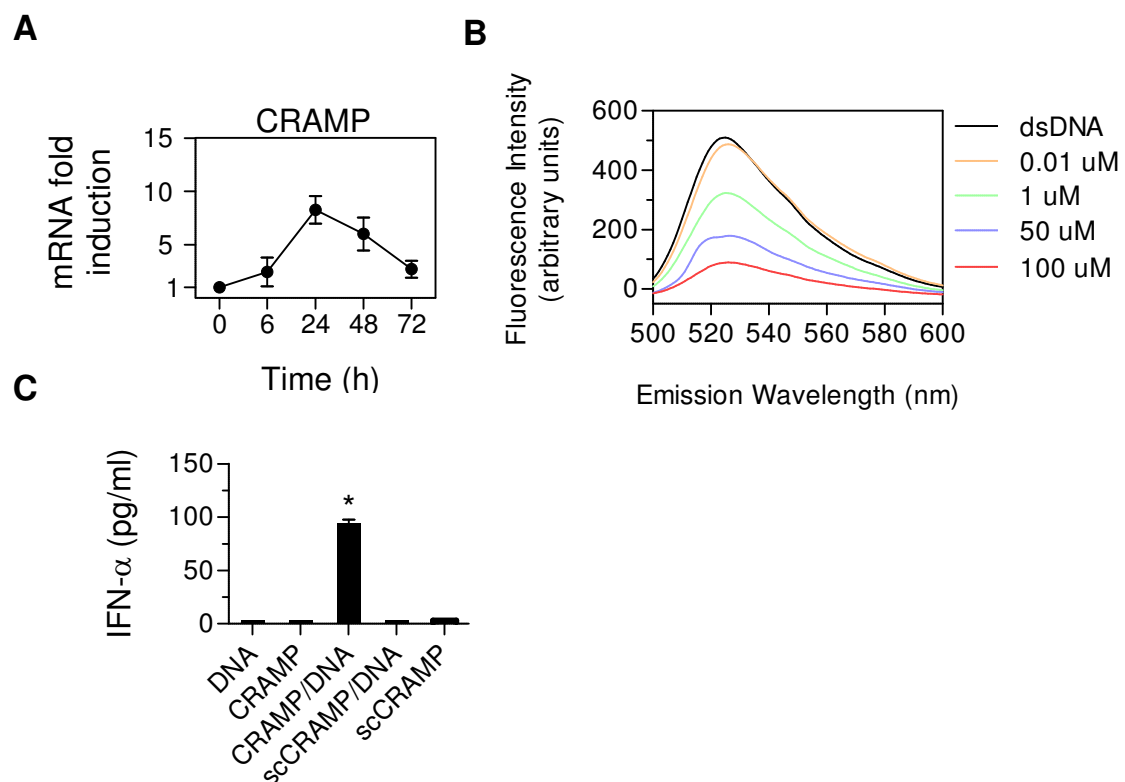 A
CRAMP
mRNA fold
induction
15
10
5
1
0 6 24 48 72
Time (h)
B
Fluorescence Intensity
(arbitrary units)
600
400
200
0
500 520 540 560 580 600
Emission Wavelength (nm)
dsDNA
0.01 uM
1 uM
50 uM
100 uM
C
IFN-α (pg/ml)
150
100
50
0
*
DNA
CRAMP
CRAMP/DNA
scCRAMP/DNA
scCRAMP